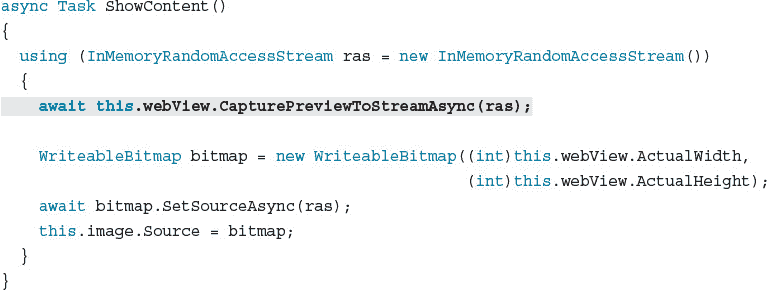 async Task ShowContent()
{
  using (InMemoryRandomAccessStream ras = new InMemoryRandomAccessStream())
  {
    await this.webView.CapturePreviewToStreamAsync(ras);
    WriteableBitmap bitmap = new WriteableBitmap((int)this.webView.ActualWidth,
                                                 (int)this.webView.ActualHeight);
    await bitmap.SetSourceAsync(ras);
    this.image.Source = bitmap;
  }
}